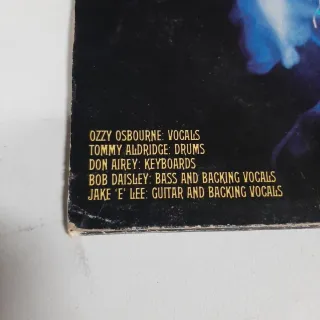 OZZY OSBOURNE: VOCALS
TOMMY ALDRIDGE: DRUMS
DON AIREY: KEYBOARDS
BOB DAISLEY: BASS AND BACKING VOCALS
JAKE 'E' LEE: GUITAR AND BACKING VOCALS